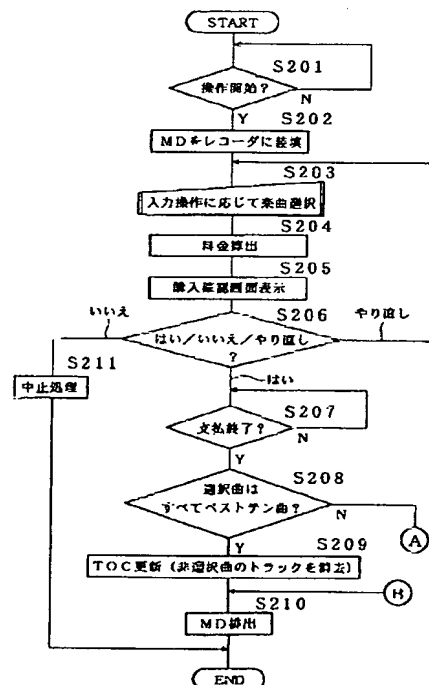 START
S201
操作開始?
N
Y
S202
MDをレコーダに装填
S203
入力操作に応じて楽曲選択
S204
料金算出
S205
購入確認画面表示
S206
いいえ
はい/いいえ/やり直し
?
やり直し
S211
中止処理
はい
S207
支払終了?
N
Y
S208
選択曲は
すべてベストテン曲?
N
A
Y
S209
TOC更新(非選択曲のトラックを消去)
B
S210
MD排出
END